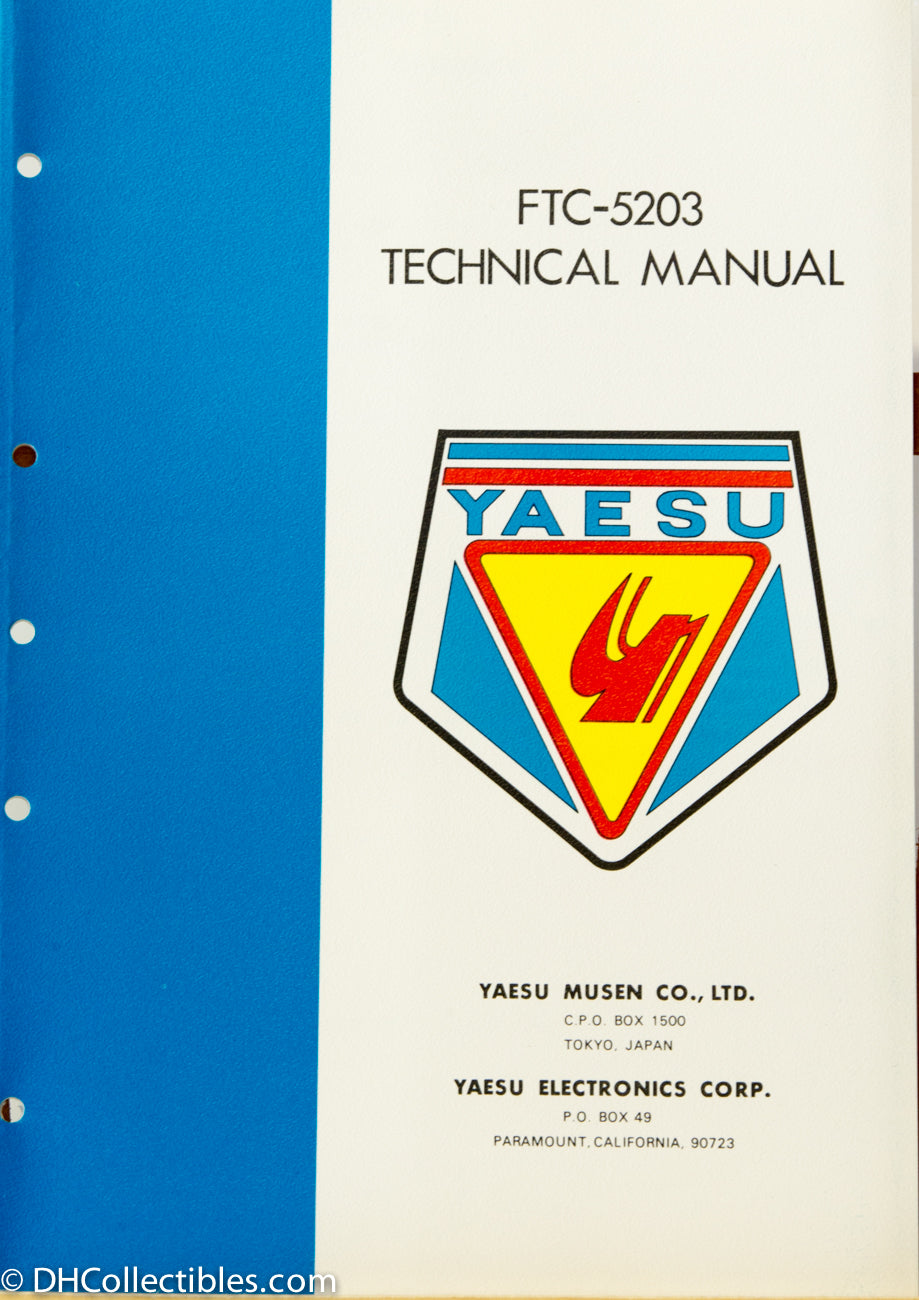 FTC-5203
TECHNICAL MANUAL
YAESU
YAESU MUSEN CO., LTD.
C.P.O. BOX 1500
TOKYO, JAPAN
YAESU ELECTRONICS CORP.
P.O. BOX 49
PARAMOUNT, CALIFORNIA, 90723
© DHCollectibles.com